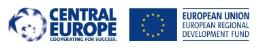 CENTRAL
EUROPE
COOPERATING FOR SUCCESS.
EUROPEAN UNION
EUROPEAN REGIONAL
DEVELOPMENT FUND